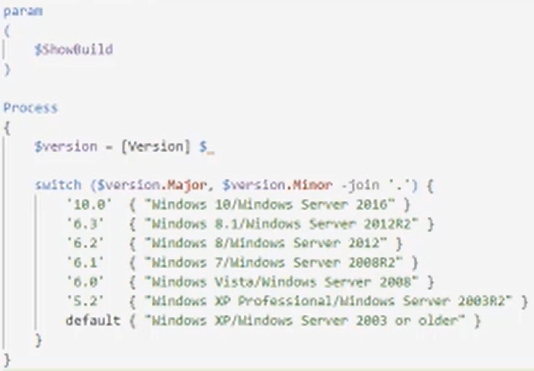 param
(
    $ShowBuild
)
Process
{
    $version = [Version] $_
    switch ($version.Major, $version.Minor -join '.') {
        '10.0' { "Windows 10/Windows Server 2016" }
        '6.3' { "Windows 8.1/Windows Server 2012R2" }
        '6.2' { "Windows 8/Windows Server 2012" }
        '6.1' { "Windows 7/Windows Server 2008R2" }
        '6.0' { "Windows Vista/Windows Server 2008" }
        '5.2' { "Windows XP Professional/Windows Server 2003R2" }
        default { "Windows XP/Windows Server 2003 or older" }
    }
}